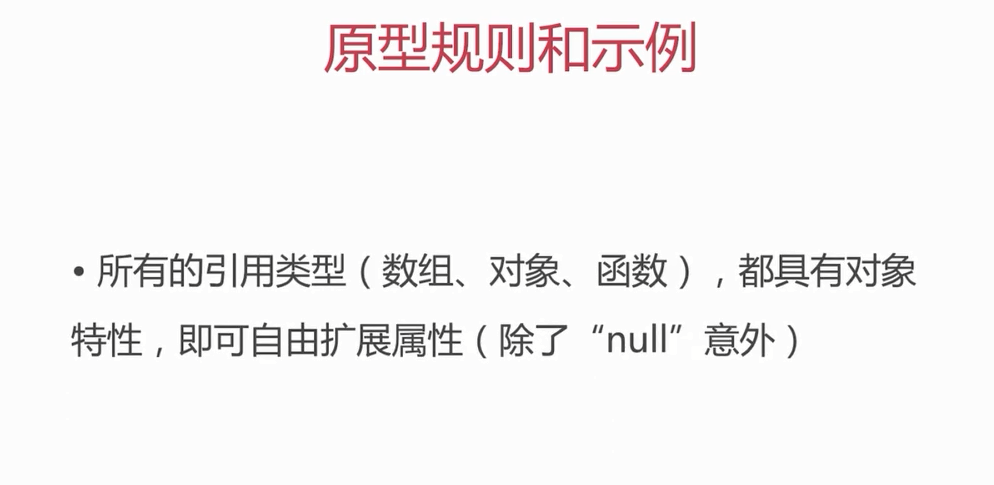 原型规则和示例
• 所有的引用类型（数组、对象、函数），都具有对象
特性，即可自由扩展属性（除了“null”意外）